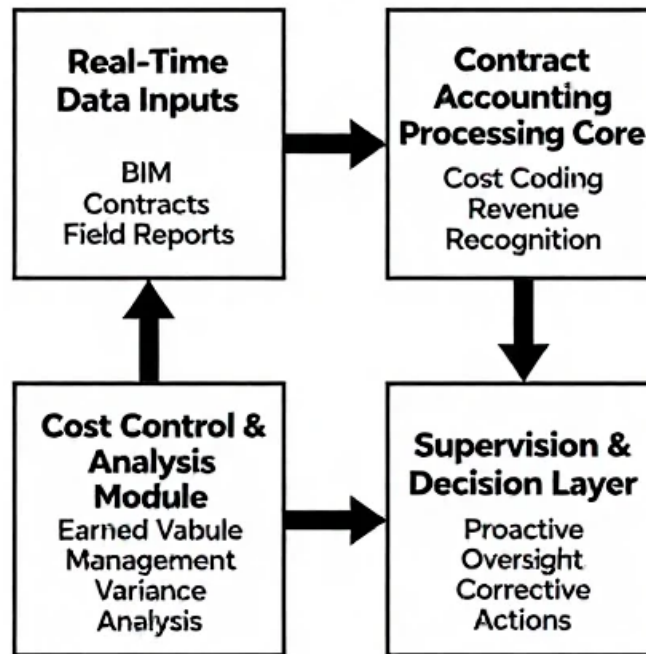 Real-Time
Data Inputs
BIM
Contracts
Field Reports
Contract
Accounting
Processing Core
Cost Coding
Revenue
Recognition
Cost Control &
Analysis
Module
Earned Vabule
Management
Variance
Analysis
Supervision &
Decision Layer
Proactive
Oversight
Corrective
Actions